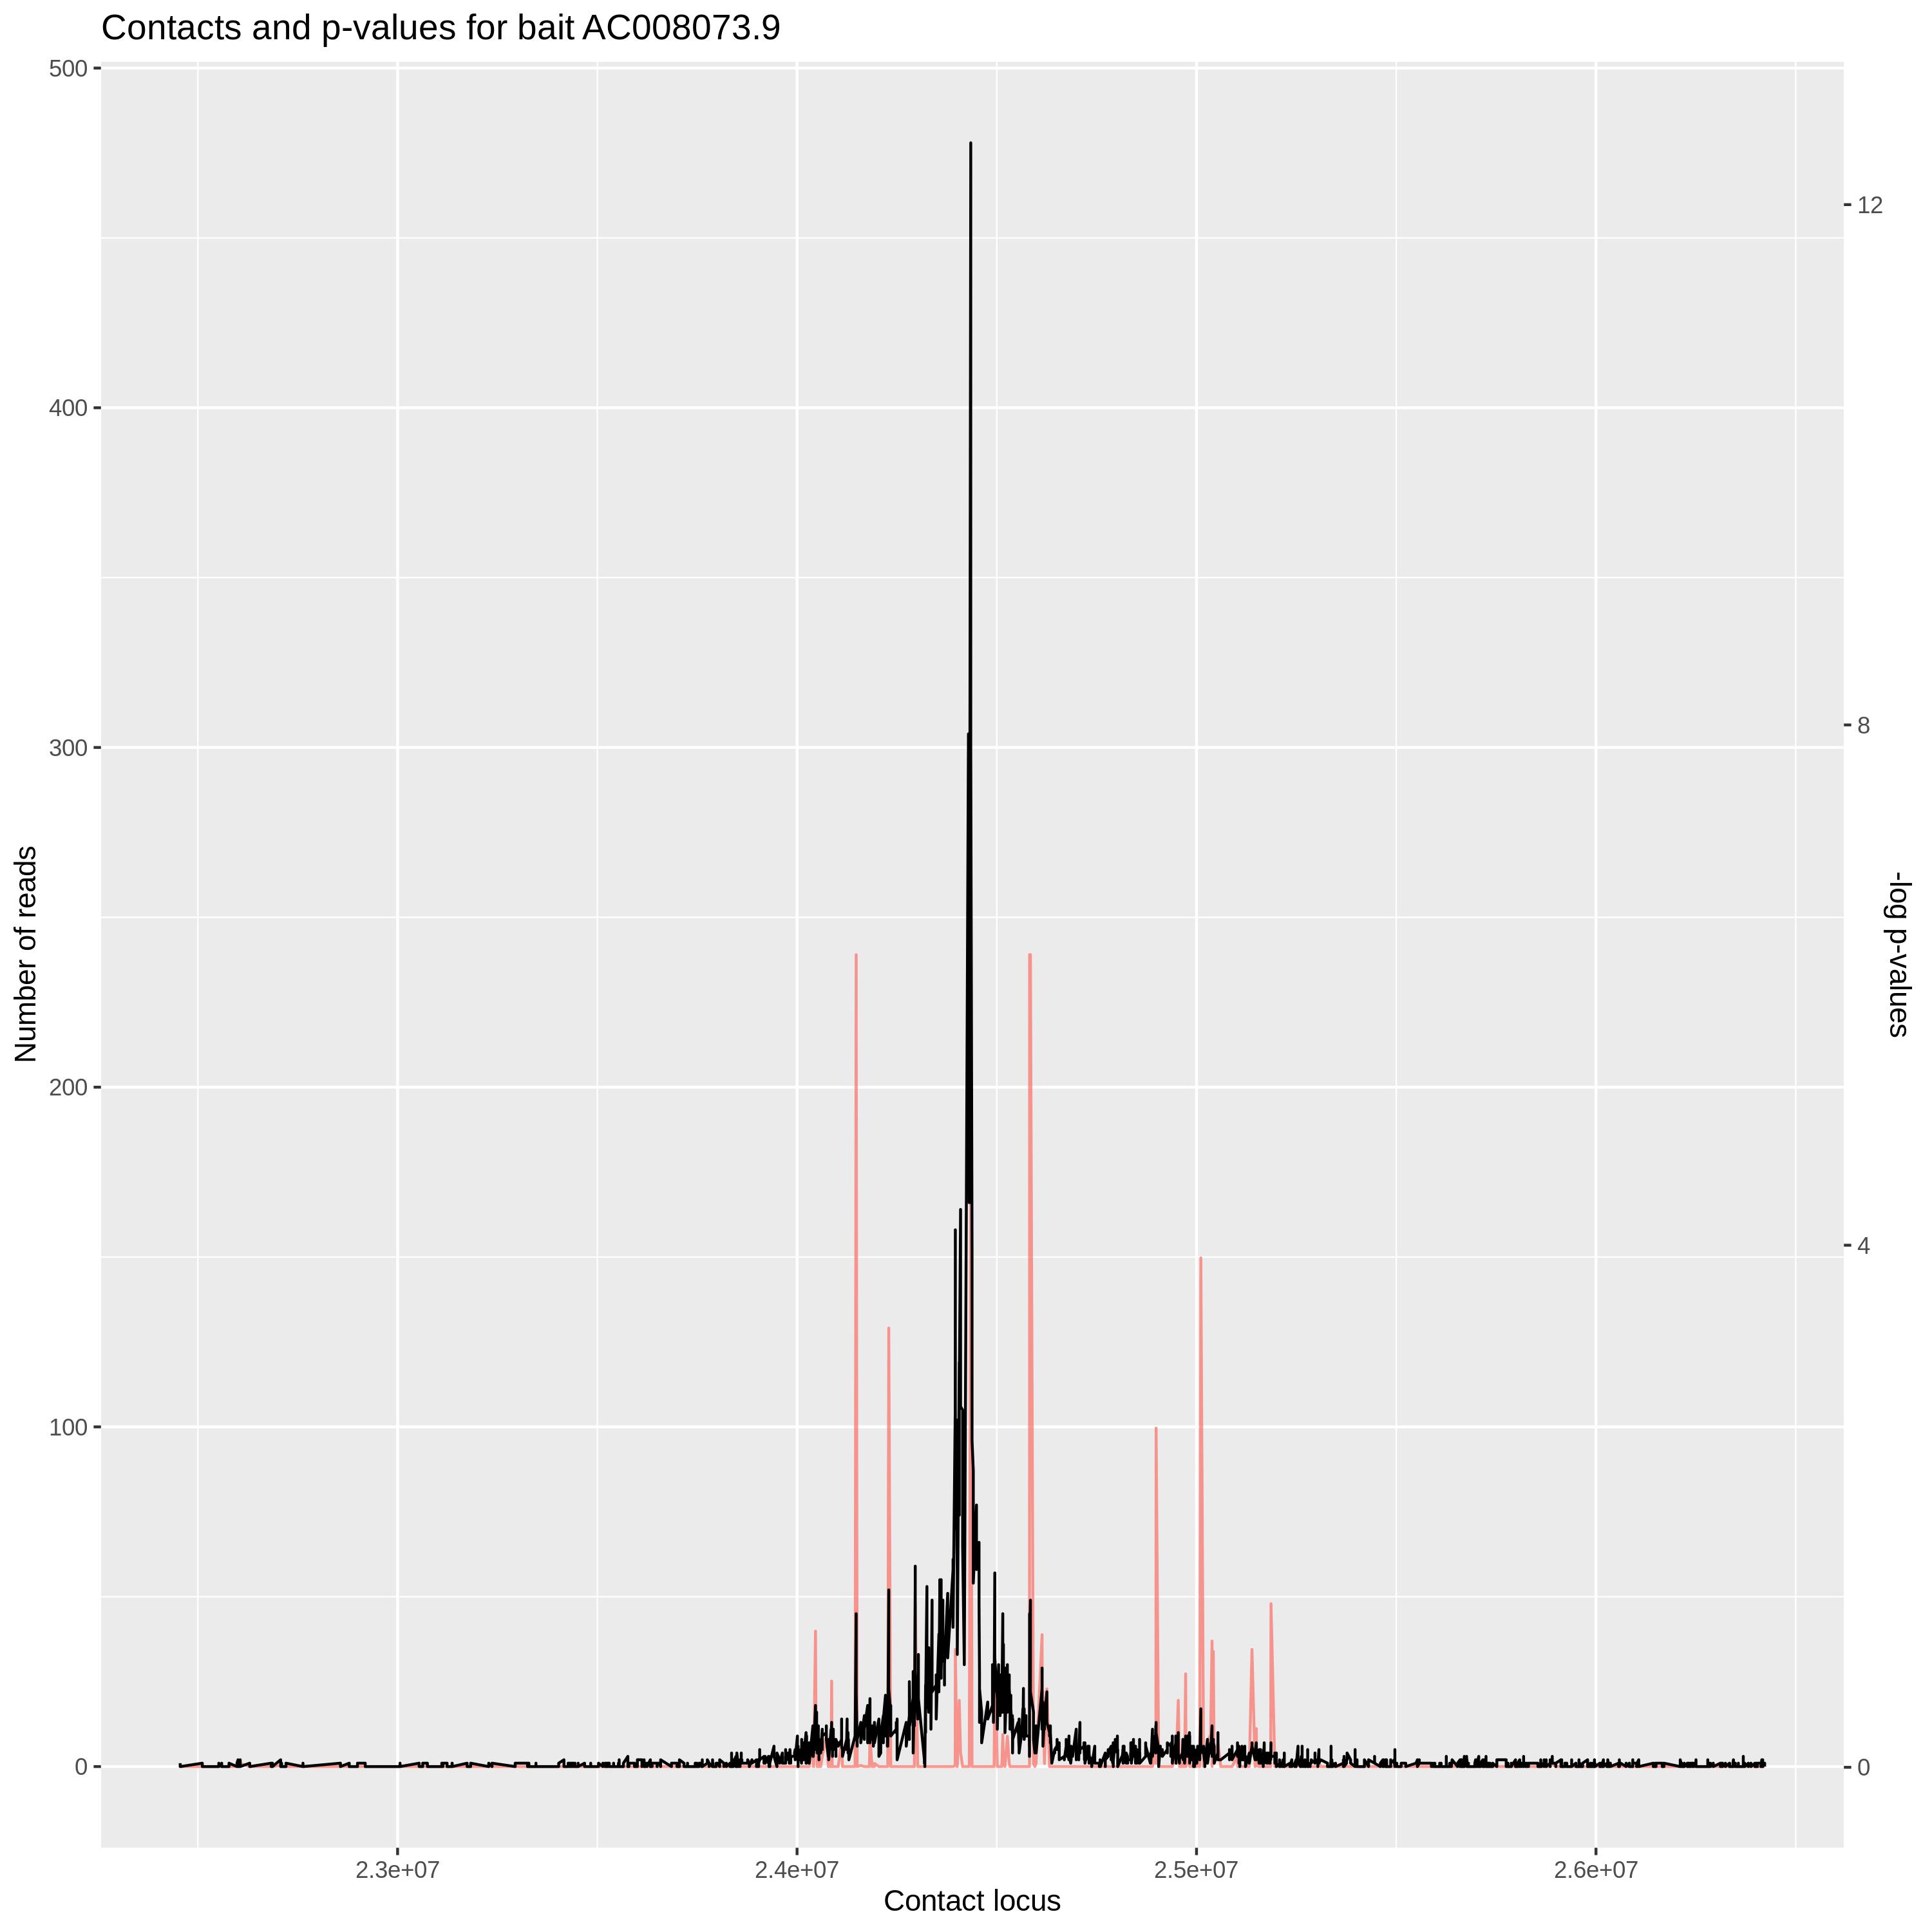 Contacts and p-values for bait AC008073.9
500
400
300
200
100
0
Number of reads
12
8
4
0
-log p-values
2.3e+07
2.4e+07
2.5e+07
2.6e+07
Contact locus